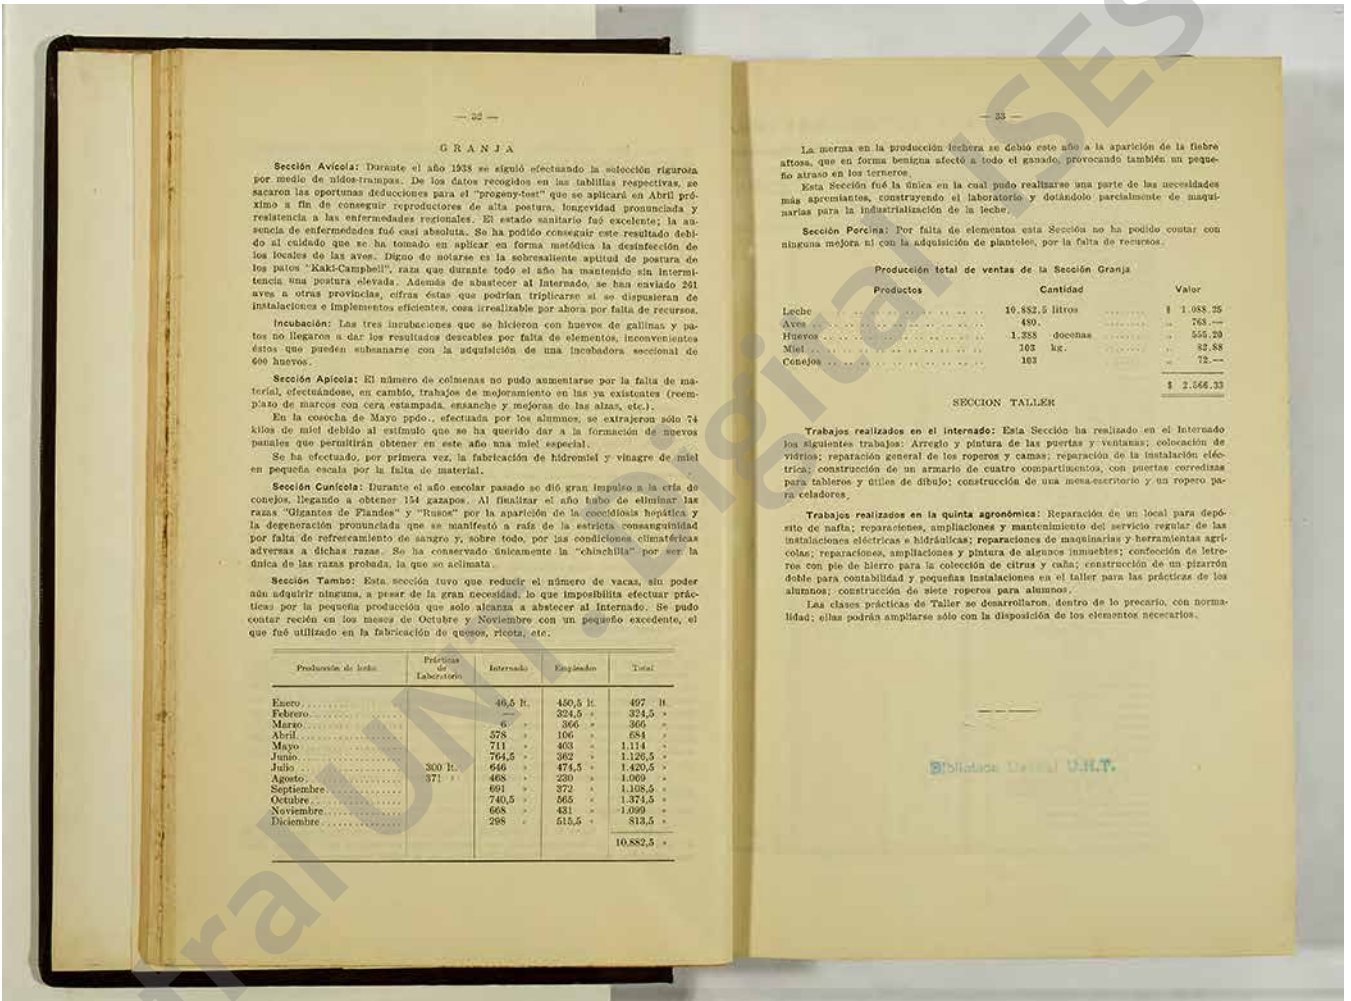 — 32 —
GRANJA
Sección Avícola: Durante el año 1938 se siguió efectuando la selección rigurosa
por medio de nidos-trampas. De los datos recogidos en las tablillas respectivas, se
sacaron las oportunas deducciones para el "progeny-test" que se aplicará en Abril pró-
ximo a fin de conseguir reproductores de alta postura, longevidad pronunciada y
resistencia a las enfermedades regionales. El estado sanitario fué excelente; la au-
sencia de enfermedades fué casi absoluta. Se ha podido conseguir este resultado debi-
do al cuidado que se ha tomado en aplicar en forma metódica la desinfección de
los locales de las aves. Digno de notarse es la sobresaliente aptitud de postura de
los patos "Kaki-Campbell", raza que durante todo el año ha mantenido sin intermi-
tencia una postura elevada. Además de abastecer al Internado, se han enviado 261
aves a otras provincias, cifras éstas que podrían triplicarse si se dispusieran de
instalaciones e implementos eficientes, cosa irrealizable por ahora por falta de recursos.
Incubación: Las tres incubaciones que se hicieron con huevos de gallinas y pa-
tos no llegaron a dar los resultados descables por falta de elementos, inconvenientes
éstos que pueden subsanarse con la adquisición de una incubadora seccional de
600 huevos.
Sección Apícola: El número de colmenas no pudo aumentarse por la falta de ma-
terial, efectuándose, en cambio, trabajos de mejoramiento en las ya existentes (reem-
plazo de marcos con cera estampada, ensanche y mejoras de las alzas, etc.).
En la cosecha de Mayo ppdo., efectuada por los alumnos, se extrajeron sólo 74
kilos de miel debido al estímulo que se ha querido dar a la formación de nuevos
panales que permitirán obtener en este año una miel especial.
Se ha efectuado, por primera vez, la fabricación de hidromiel y vinagre de miel
en pequeña escala por la falta de material.
Sección Cunícola: Durante el año escolar pasado se dió gran impulso a la cría de
conejos, llegando a obtener 154 gazapos. Al finalizar el año hubo de eliminar las
razas "Gigantes de Flandes" y "Rusos" por la aparición de la coccidiosis hepática y
la degeneración pronunciada que se manifestó a raíz de la estricta consanguinidad
por falta de refrescamiento de sangre y, sobre todo, por las condiciones climatéricas
adversas a dichas razas. Se ha conservado únicamente la "chinchilla" por ser la
única de las razas probada, la que se aclimata.
Sección Tambo: Esta sección tuvo que reducir el número de vacas, sin poder
aún adquirir ninguna, a pesar de la gran necesidad, lo que imposibilita efectuar prác-
ticas por la pequeña producción que solo alcanza a abastecer al Internado. Se pudo
contar recién en los meses de Octubre y Noviembre con un pequeño excedente, el
que fué utilizado en la fabricación de quesos, ricota, etc.
Producción de leche Prácticas de Laboratorio Internado Empleados Total
Enero 46,5 lt. 450,5 lt. 497 lt.
Febrero — 324,5 » 324,5 »
Marzo 6 » 366 » 366 »
Abril 578 » 106 » 684 »
Mayo 711 » 403 » 1.114 »
Junio 764,5 » 362 » 1.126,5 »
Julio 300 lt. 646 » 474,5 » 1.420,5 »
Agosto 371 » 468 » 230 » 1.069 »
Septiembre 691 » 372 » 1.108,5 »
Octubre 740,5 » 565 » 1.374,5 »
Noviembre 668 » 431 » 1.099 »
Diciembre 298 » 515,5 » 813,5 »
10.882,5 »
— 33 —
La merma en la producción lechera se debió este año a la aparición de la fiebre
aftosa, que en forma benigna afectó a todo el ganado, provocando también un peque-
ño atraso en los terneros.
Esta Sección fué la única en la cual pudo realizarse una parte de las necesidades
más apremiantes, construyendo el laboratorio y dotándolo parcialmente de maqui-
narias para la industrialización de la leche.
Sección Porcina: Por falta de elementos esta Sección no ha podido contar con
ninguna mejora ni con la adquisición de planteles, por la falta de recursos.
Producción total de ventas de la Sección Granja
Productos Cantidad Valor
Leche 10.882,5 litros $ 1.088.25
Aves 480. „ 768.—
Huevos 1.388 docenas „ 555.20
Miel 103 kg. „ 82.88
Conejos 103 „ 72.—
$ 2.566.33
SECCION TALLER
Trabajos realizados en el internado: Esta Sección ha realizado en el Internado
los siguientes trabajos: Arreglo y pintura de las puertas y ventanas; colocación de
vidrios; reparación general de los roperos y camas; reparación de la instalación eléc-
trica; construcción de un armario de cuatro compartimentos, con puertas corredizas
para tableros y útiles de dibujo; construcción de una mesa-escritorio y un ropero pa-
ra celadores.
Trabajos realizados en la quinta agronómica: Reparación de un local para depó-
sito de nafta; reparaciones, ampliaciones y mantenimiento del servicio regular de las
instalaciones eléctricas e hidráulicas; reparaciones de maquinarias y herramientas agrí-
colas; reparaciones, ampliaciones y pintura de algunos inmuebles; confección de letre-
ros con pie de hierro para la colección de citrus y caña; construcción de un pizarrón
doble para contabilidad y pequeñas instalaciones en el taller para las prácticas de los
alumnos; construcción de siete roperos para alumnos.
Las clases prácticas de Taller se desarrollaron, dentro de lo precario, con norma-
lidad; ellas podrán ampliarse sólo con la disposición de los elementos necesarios.
Biblioteca Central U.N.T.
tral UNT. Digital ISES